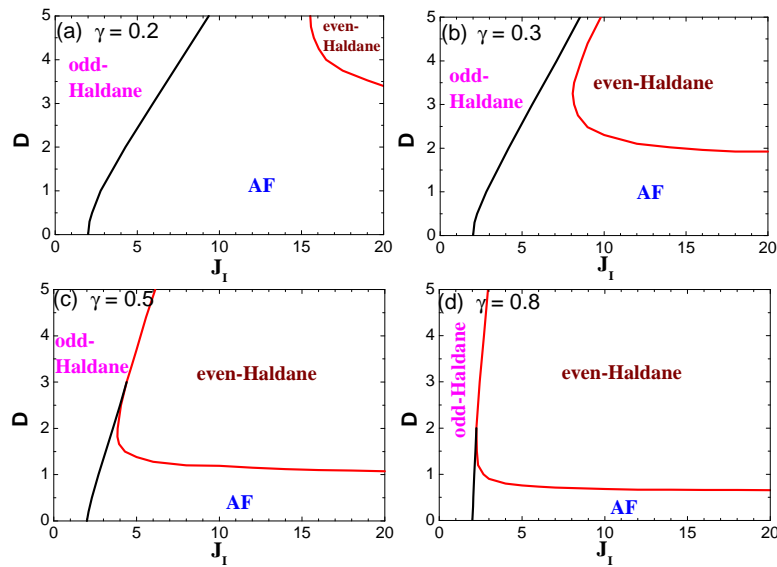 (a) γ = 0.2
odd-
Haldane
even-
Haldane
AF
D
5
4
3
2
1
0
0 5 10 15 20
J_I
(b) γ = 0.3
odd-
Haldane
even-Haldane
AF
D
5
4
3
2
1
0
0 5 10 15 20
J_I
(c) γ = 0.5
odd-
Haldane
even-Haldane
AF
D
5
4
3
2
1
0
0 5 10 15 20
J_I
(d) γ = 0.8
odd-Haldane
even-Haldane
AF
D
5
4
3
2
1
0
0 5 10 15 20
J_I